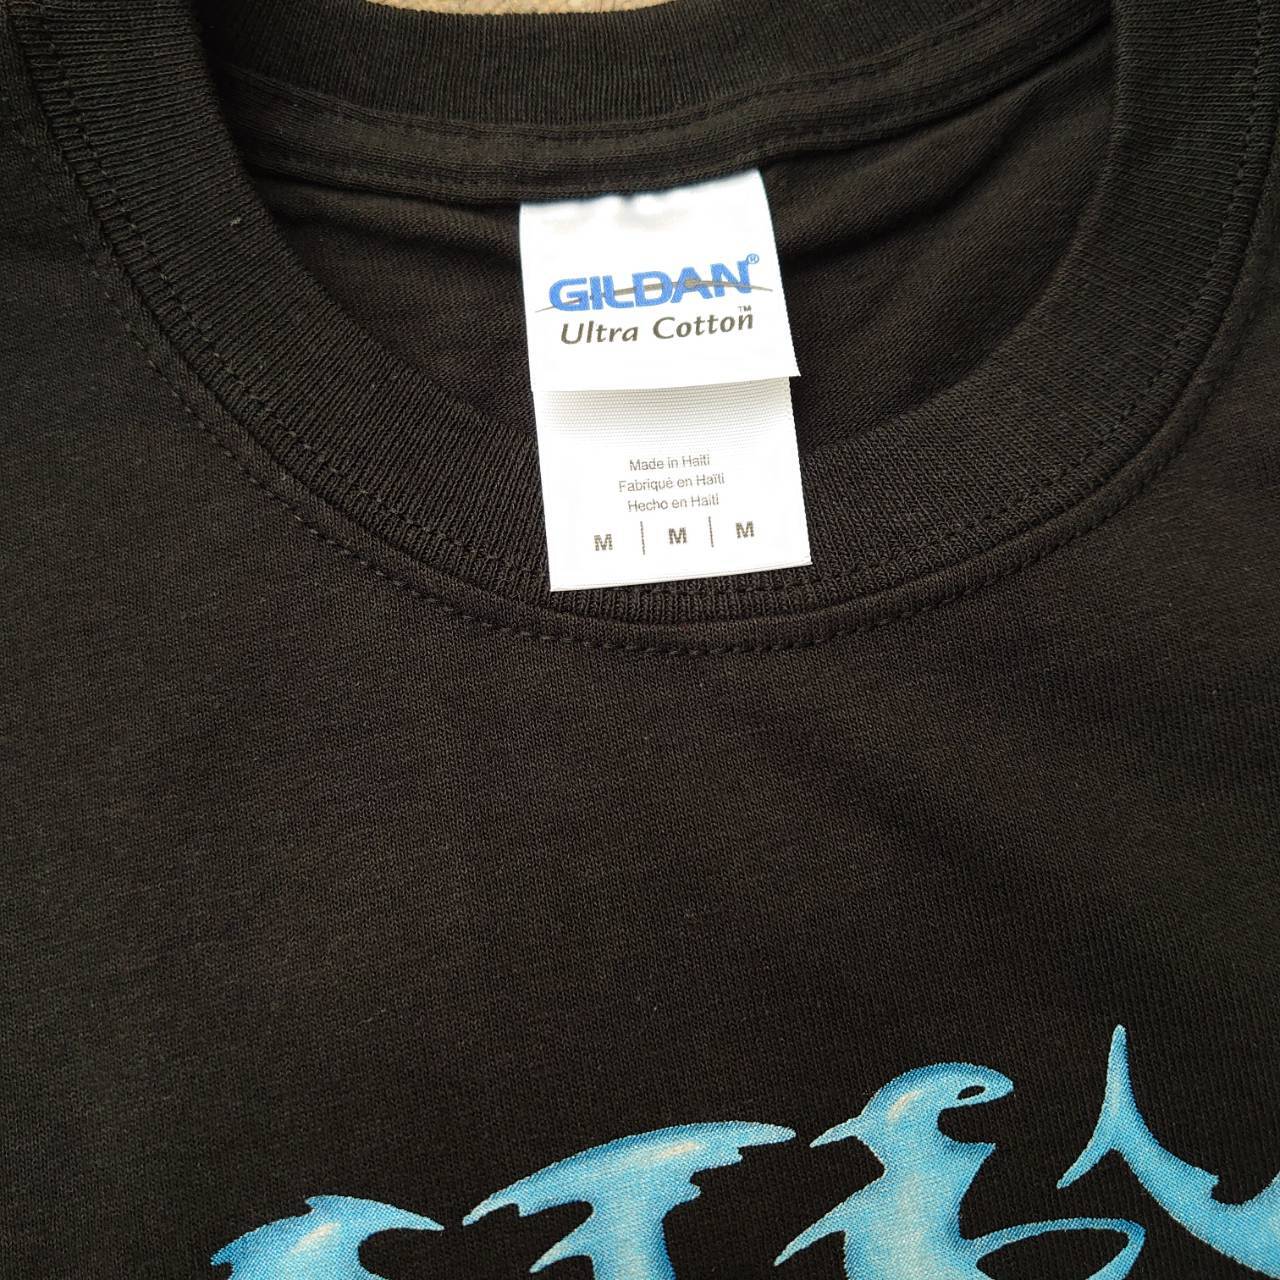 GILDAN®
Ultra Cotton™
Made in Haiti
Fabriqué en Haïti
Hecho en Haití
M | M | M